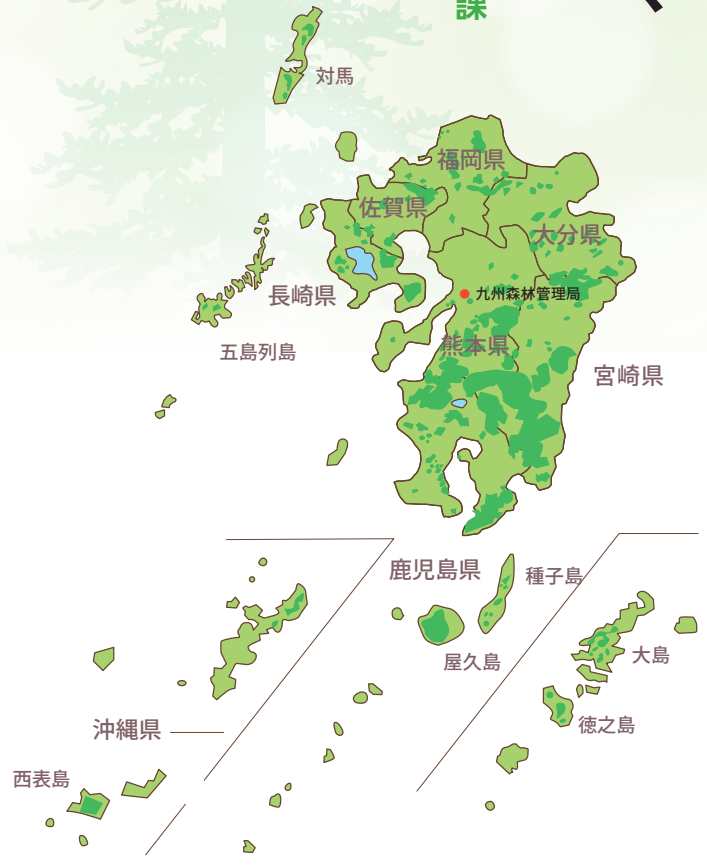 課
対馬
福岡県
佐賀県
大分県
長崎県
九州森林管理局
五島列島
熊本県
宮崎県
鹿児島県
種子島
屋久島
大島
徳之島
沖縄県
西表島